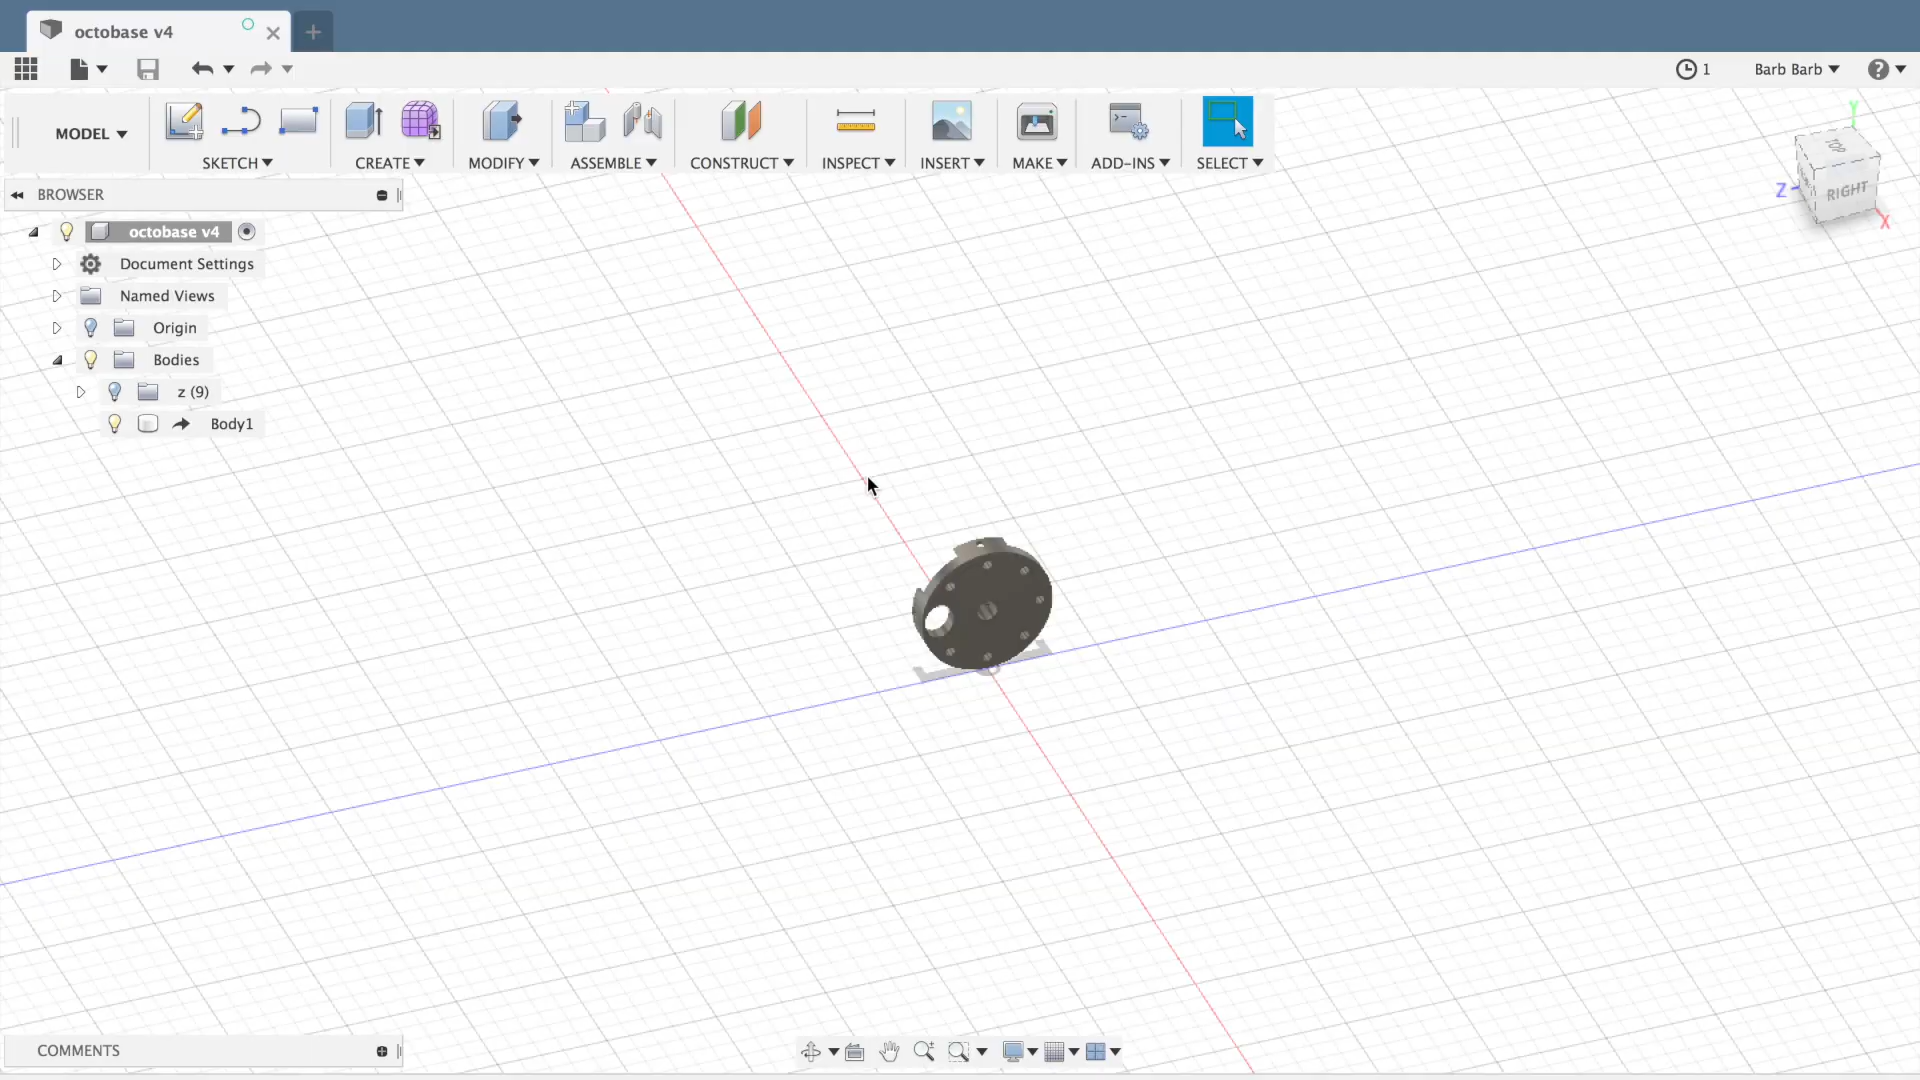 octobase v4
1
Barb Barb
MODEL
SKETCH
CREATE
MODIFY
ASSEMBLE
CONSTRUCT
INSPECT
INSERT
MAKE
ADD-INS
SELECT
TOP
RIGHT
Y
Z
X
BROWSER
octobase v4
Document Settings
Named Views
Origin
Bodies
z (9)
Body1
COMMENTS